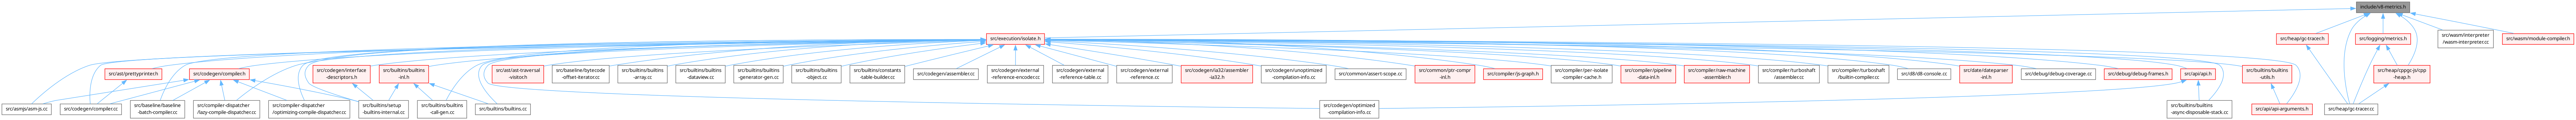 include/v8-metrics.h
src/execution/isolate.h
src/heap/gc-tracer.h
src/logging/metrics.h
src/wasm/interpreter
/wasm-interpreter.cc
src/wasm/module-compiler.h
src/ast/prettyprinter.h
src/codegen/compiler.h
src/codegen/interface
-descriptors.h
src/builtins/builtins
-inl.h
src/ast/ast-traversal
-visitor.h
src/baseline/bytecode
-offset-iterator.cc
src/builtins/builtins
-array.cc
src/builtins/builtins
-dataview.cc
src/builtins/builtins
-generator-gen.cc
src/builtins/builtins
-object.cc
src/builtins/constants
-table-builder.cc
src/codegen/assembler.cc
src/codegen/external
-reference-encoder.cc
src/codegen/external
-reference-table.cc
src/codegen/external
-reference.cc
src/codegen/ia32/assembler
-ia32.h
src/codegen/unoptimized
-compilation-info.cc
src/common/assert-scope.cc
src/common/ptr-compr
-inl.h
src/compiler/js-graph.h
src/compiler/per-isolate
-compiler-cache.h
src/compiler/pipeline
-data-inl.h
src/compiler/raw-machine
-assembler.h
src/compiler/turboshaft
/assembler.cc
src/compiler/turboshaft
/builtin-compiler.cc
src/d8/d8-console.cc
src/date/dateparser
-inl.h
src/debug/debug-coverage.cc
src/debug/debug-frames.h
src/api/api.h
src/builtins/builtins
-utils.h
src/heap/cppgc-js/cpp
-heap.h
src/asmjs/asm-js.cc
src/codegen/compiler.cc
src/baseline/baseline
-batch-compiler.cc
src/compiler-dispatcher
/lazy-compile-dispatcher.cc
src/compiler-dispatcher
/optimizing-compile-dispatcher.cc
src/builtins/setup
-builtins-internal.cc
src/builtins/builtins
-call-gen.cc
src/builtins/builtins.cc
src/codegen/optimized
-compilation-info.cc
src/builtins/builtins
-async-disposable-stack.cc
src/api/api-arguments.h
src/heap/gc-tracer.cc